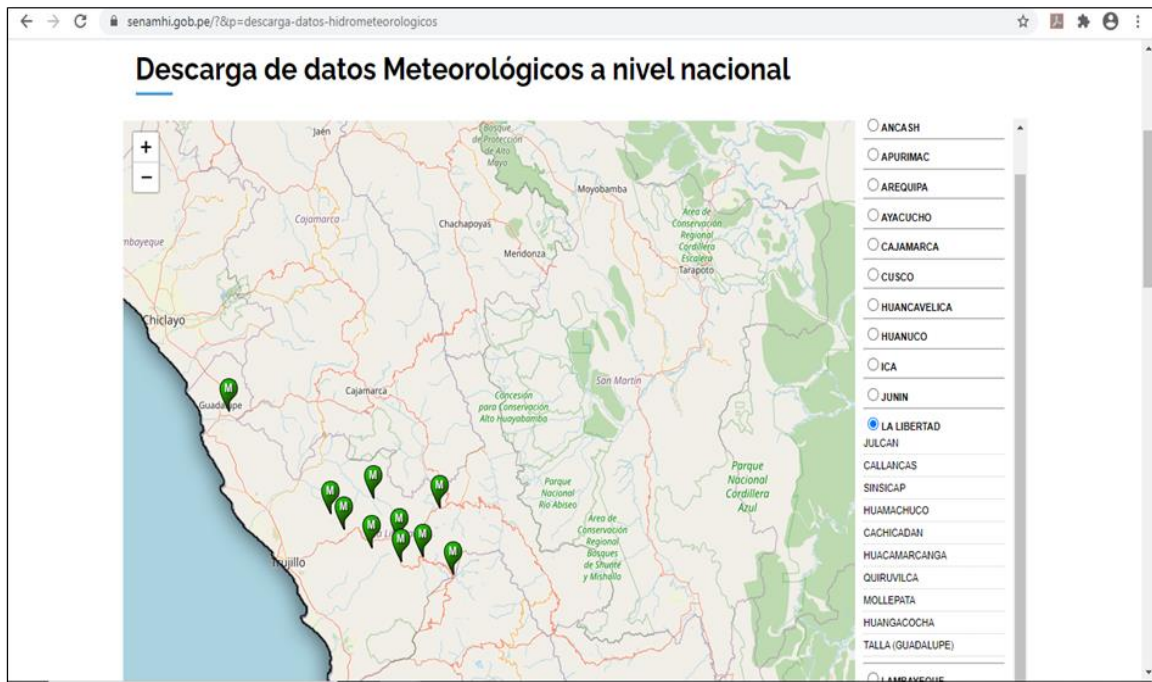 senamhi.gob.pe/?&p=descarga-datos-hidrometeorologicos
Descarga de datos Meteorológicos a nivel nacional
+
−
Jaén
Bosque
de Protección
de Alto
Mayo
Moyobamba
Cajamarca
Chachapoyas
Área de
Conservación
Regional
Cordillera
Escalera
Tarapoto
mbayeque
Mendonza
Chiclayo
San Martín
Cajamarca
Concesión
para Conservación
Alto Huayabamba
M
Guadalupe
M
M
M
M
M
M
M
M
M
Parque
Nacional
Río Abiseo
Parque
Nacional
Cordillera
Azul
Área de
Conservación
Regional
Bosques
de Shunté
y Mishollo
Trujillo
ANCASH
APURIMAC
AREQUIPA
AYACUCHO
CAJAMARCA
CUSCO
HUANCAVELICA
HUANUCO
ICA
JUNIN
LA LIBERTAD
JULCAN
CALLANCAS
SINSICAP
HUAMACHUCO
CACHICADAN
HUACAMARCANGA
QUIRUVILCA
MOLLEPATA
HUANGACOCHA
TALLA (GUADALUPE)
LAMBAYEQUE